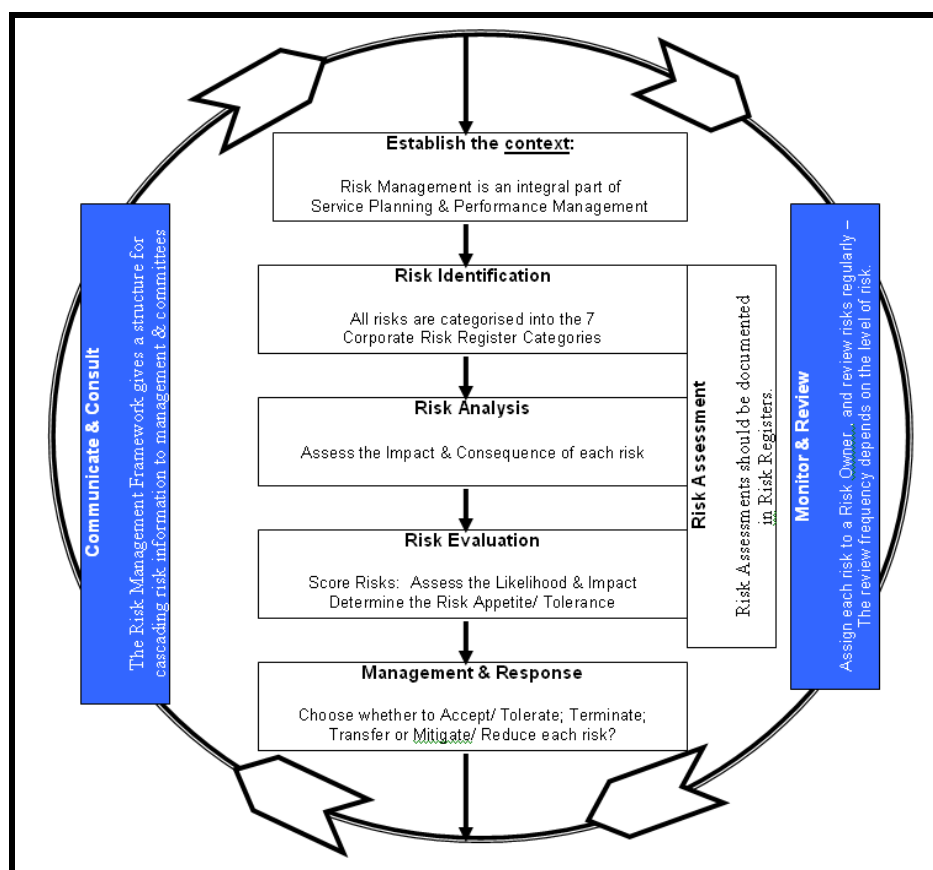 Establish the context:
Risk Management is an integral part of
Service Planning & Performance Management
Risk Identification
All risks are categorised into the 7
Corporate Risk Register Categories
Risk Analysis
Assess the Impact & Consequence of each risk
Risk Evaluation
Score Risks: Assess the Likelihood & Impact
Determine the Risk Appetite/ Tolerance
Management & Response
Choose whether to Accept/ Tolerate; Terminate;
Transfer or Mitigate/ Reduce each risk?
Communicate & Consult
The Risk Management Framework gives a structure for
cascading risk information to management & committees
Risk Assessment
Risk Assessments should be documented
in Risk Registers.
Monitor & Review
Assign each risk to a Risk Owner, and review risks regularly –
The review frequency depends on the level of risk.